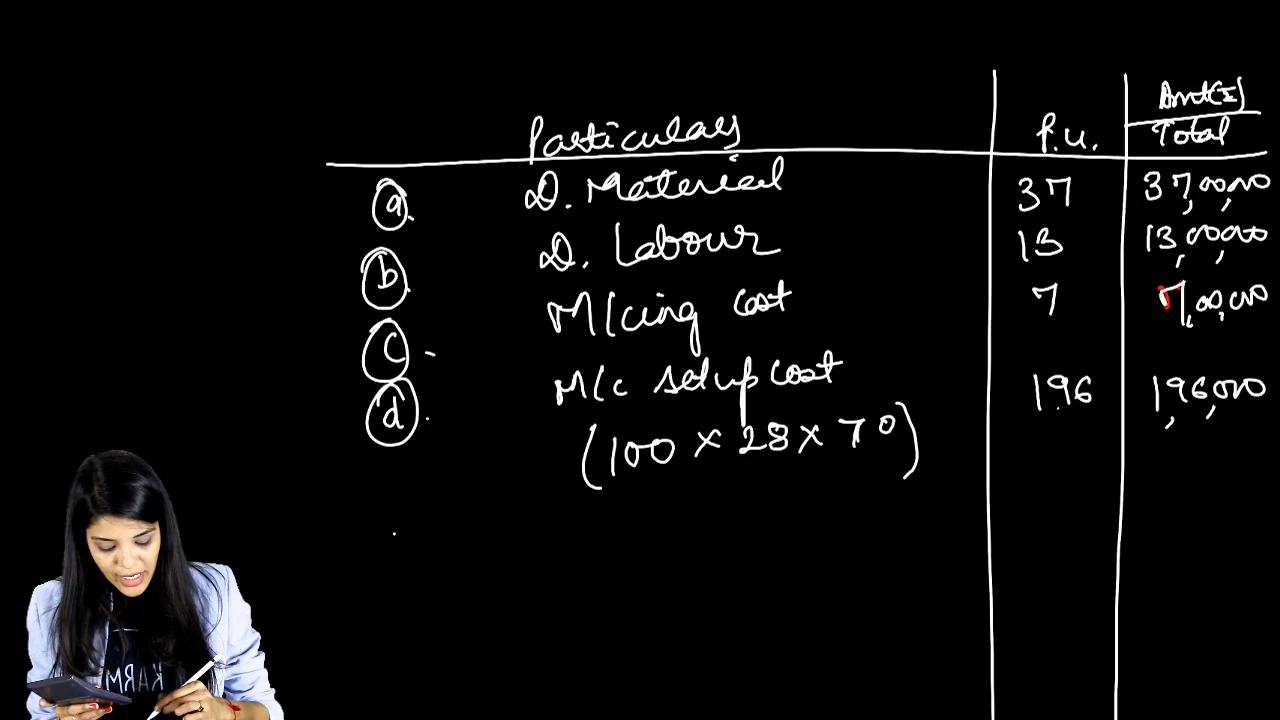 Amt(₹)
Particulars P.U. Total
a. D. Material 37 37,00,000
b. D. Labour 13 13,00,000
c. M/cing cost 7 7,00,000
d. M/c setup cost 1.96 1,96,000
(100 × 28 × 70)
KARM